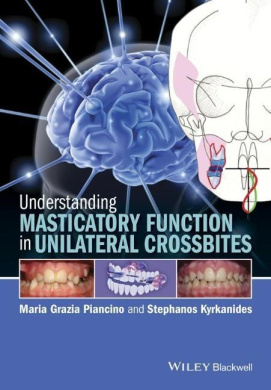 Understanding
MASTICATORY FUNCTION
in UNILATERAL CROSSBITES
Maria Grazia Piancino and Stephanos Kyrkanides
WILEY Blackwell